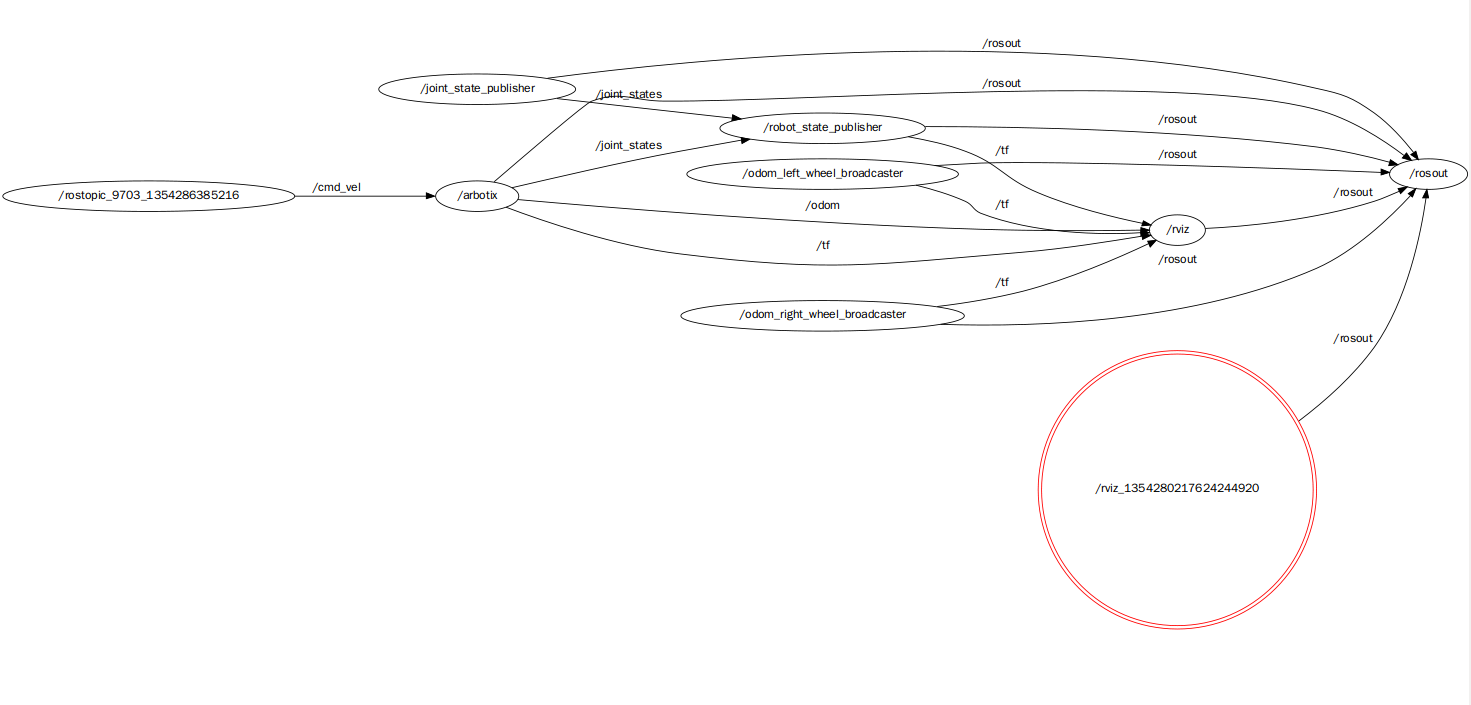 /rosout
/joint_state_publisher
/joint_states
/rosout
/robot_state_publisher
/rosout
/joint_states
/tf
/rosout
/odom_left_wheel_broadcaster
/rosout
/rostopic_9703_1354286385216
/cmd_vel
/arbotix
/odom
/tf
/rosout
/rviz
/tf
/rosout
/tf
/odom_right_wheel_broadcaster
/rosout
/rviz_1354280217624244920